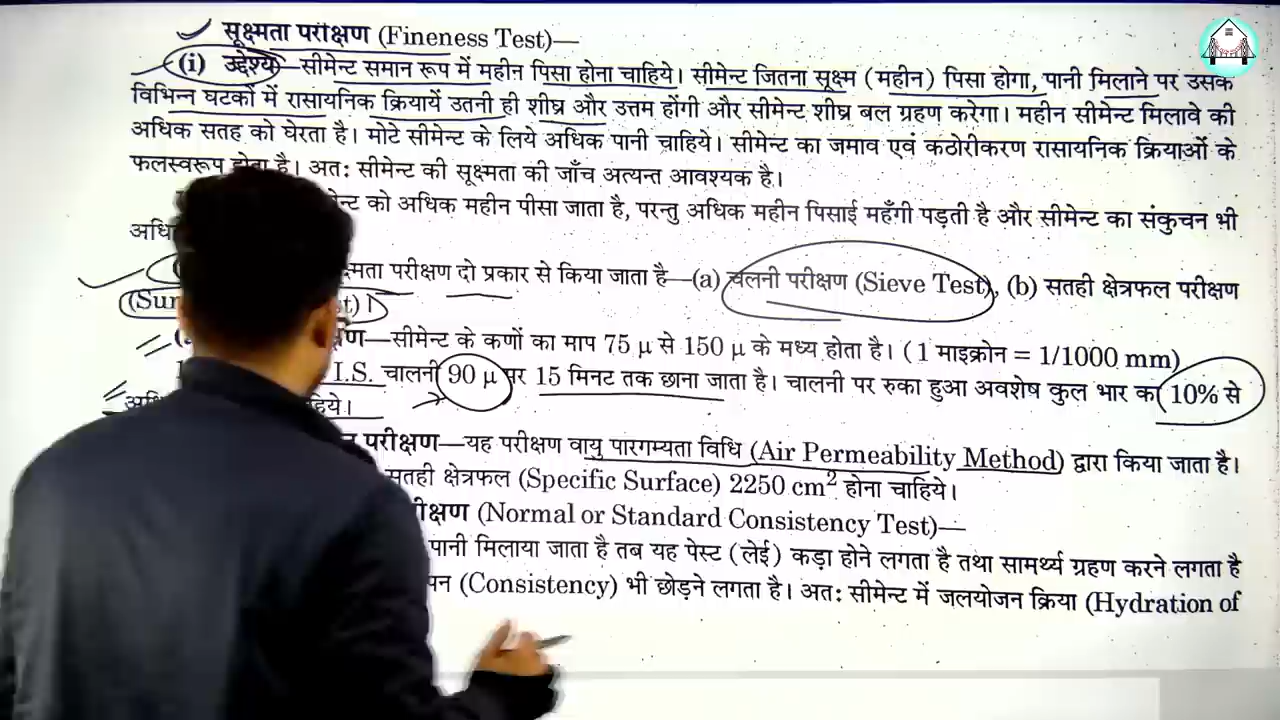 सूक्ष्मता परीक्षण (Fineness Test)—
(i) उद्देश्य—सीमेन्ट समान रूप में महीन पिसा होना चाहिये। सीमेन्ट जितना सूक्ष्म (महीन) पिसा होगा, पानी मिलाने पर उसके
विभिन्न घटकों में रासायनिक क्रियायें उतनी ही शीघ्र और उत्तम होंगी और सीमेन्ट शीघ्र बल ग्रहण करेगा। महीन सीमेन्ट मिलावे की
अधिक सतह को घेरता है। मोटे सीमेन्ट के लिये अधिक पानी चाहिये। सीमेन्ट का जमाव एवं कठोरीकरण रासायनिक क्रियाओं के
फलस्वरूप होता है। अतः सीमेन्ट की सूक्ष्मता की जाँच अत्यन्त आवश्यक है।
को अधिक महीन पीसा जाता है, परन्तु अधिक महीन पिसाई महँगी पड़ती है और सीमेन्ट का संकुचन भी
परीक्षण दो प्रकार से किया जाता है—(a) चलनी परीक्षण (Sieve Test), (b) सतही क्षेत्रफल परीक्षण
—सीमेन्ट के कणों का माप 75 μ से 150 μ के मध्य होता है। (1 माइक्रोन = 1/1000 mm)
I.S. चालनी 90 μ पर 15 मिनट तक छाना जाता है। चालनी पर रुका हुआ अवशेष कुल भार का 10% से
परीक्षण—यह परीक्षण वायु पारगम्यता विधि (Air Permeability Method) द्वारा किया जाता है।
सतही क्षेत्रफल (Specific Surface) 2250 cm² होना चाहिये।
(Normal or Standard Consistency Test)—
पानी मिलाया जाता है तब यह पेस्ट (लेई) कड़ा होने लगता है तथा सामर्थ्य ग्रहण करने लगता है
(Consistency) भी छोड़ने लगता है। अतः सीमेन्ट में जलयोजन क्रिया (Hydration of